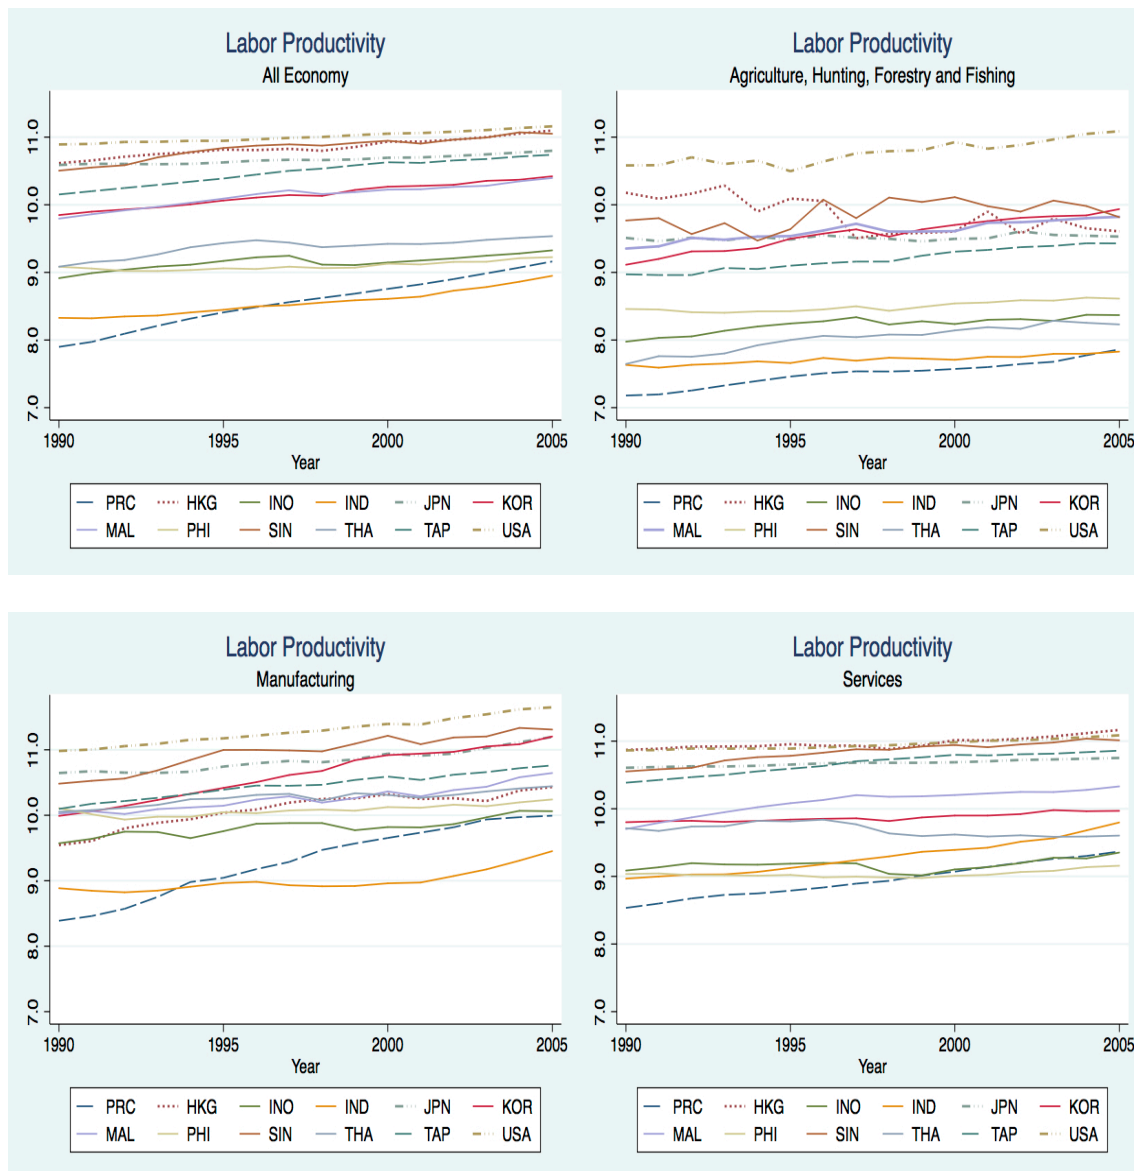 Labor Productivity
All Economy
11.0
10.0
9.0
8.0
7.0
1990 1995 2000 2005
Year
PRC HKG INO IND JPN KOR
MAL PHI SIN THA TAP USA
Labor Productivity
Agriculture, Hunting, Forestry and Fishing
11.0
10.0
9.0
8.0
7.0
1990 1995 2000 2005
Year
PRC HKG INO IND JPN KOR
MAL PHI SIN THA TAP USA
Labor Productivity
Manufacturing
11.0
10.0
9.0
8.0
7.0
1990 1995 2000 2005
Year
PRC HKG INO IND JPN KOR
MAL PHI SIN THA TAP USA
Labor Productivity
Services
11.0
10.0
9.0
8.0
7.0
1990 1995 2000 2005
Year
PRC HKG INO IND JPN KOR
MAL PHI SIN THA TAP USA